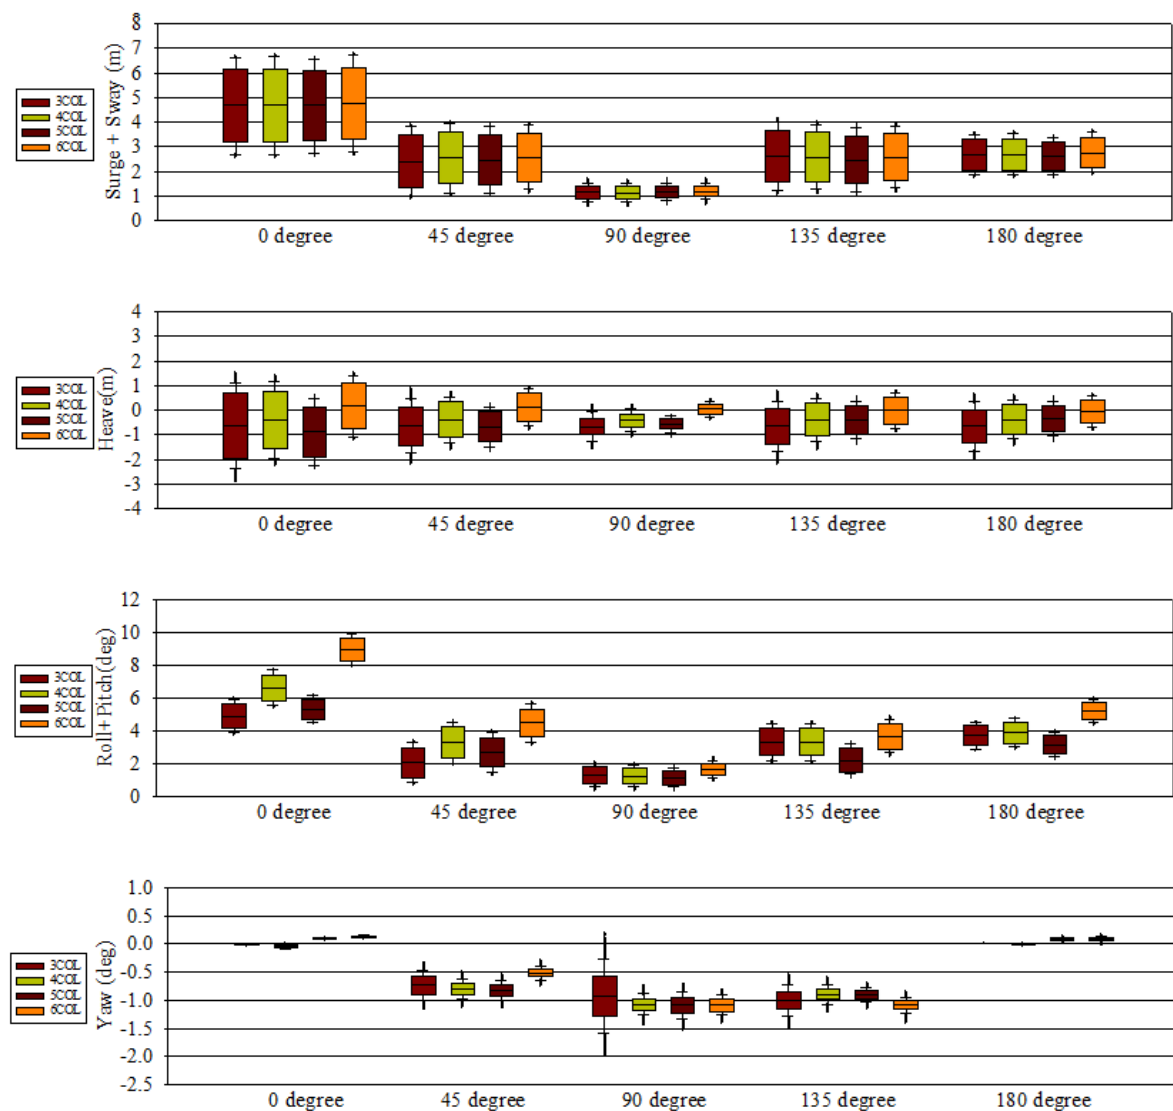 Surge + Sway (m)
8
7
6
5
4
3
2
1
0
3COL
4COL
5COL
6COL
0 degree 45 degree 90 degree 135 degree 180 degree
Heave(m)
4
3
2
1
0
-1
-2
-3
-4
3COL
4COL
5COL
6COL
0 degree 45 degree 90 degree 135 degree 180 degree
Roll+Pitch(deg)
12
10
8
6
4
2
0
3COL
4COL
5COL
6COL
0 degree 45 degree 90 degree 135 degree 180 degree
Yaw (deg)
1.0
0.5
0.0
-0.5
-1.0
-1.5
-2.0
-2.5
3COL
4COL
5COL
6COL
0 degree 45 degree 90 degree 135 degree 180 degree